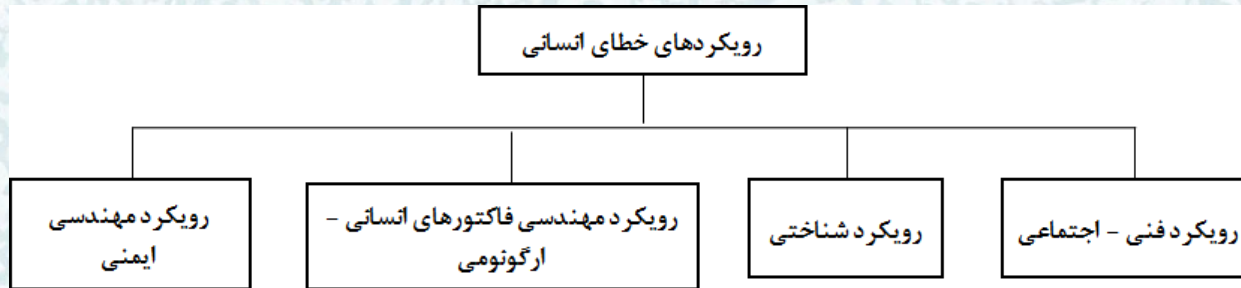 رویکردهای خطای انسانی
رویکرد فنی - اجتماعی
رویکرد شناختی
رویکرد مهندسی فاکتورهای انسانی -
ارگونومی
رویکرد مهندسی
ایمنی